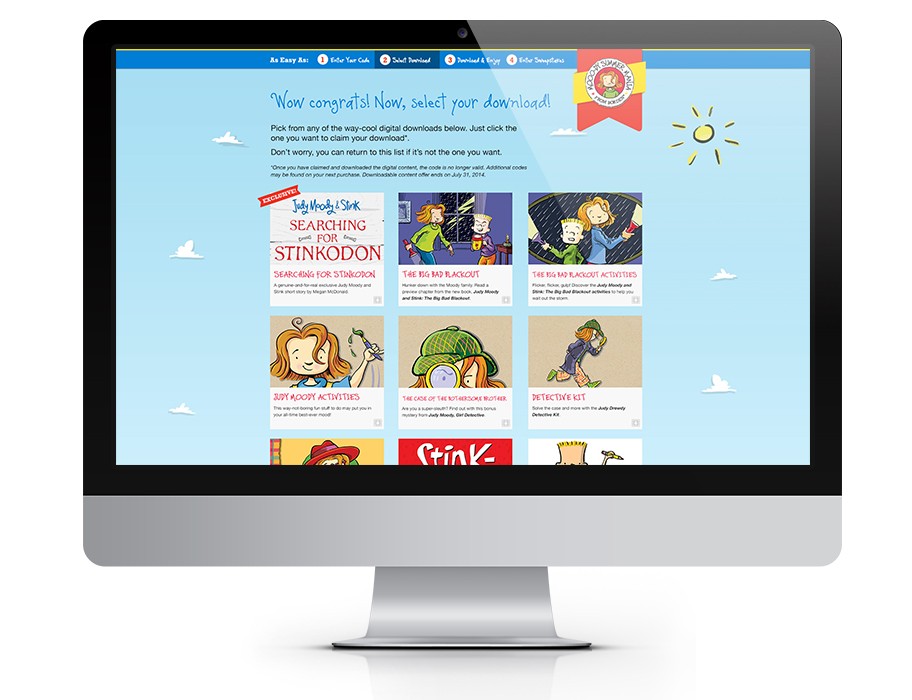 As Easy As: 1 Enter Your Code 2 Select Download 3 Download & Enjoy 4 Enter Sweepstakes
MOOO-DY SUMMER MANIA
FROM BORDEN
Wow congrats! Now, select your download!
Pick from any of the way-cool digital downloads below. Just click the
one you want to claim your download*.
Don't worry, you can return to this list if it's not the one you want.
*Once you have claimed and downloaded the digital content, the code is no longer valid. Additional codes
may be found on your next purchase. Downloadable content offer ends on July 31, 2014.
EXCLUSIVE!
Judy Moody & Stink
SEARCHING
FOR
STINKODON
SEARCHING FOR STINKODON
A genuine-and-for-real exclusive Judy Moody and
Stink short story by Megan McDonald.
THE BIG BAD BLACKOUT
Hunker down with the Moody family. Read a
preview chapter from the new book, Judy Moody
and Stink: The Big Bad Blackout.
THE BIG BAD BLACKOUT ACTIVITIES
Flicker, flicker, gulp! Discover the Judy Moody and
Stink: The Big Bad Blackout activities to help you
wait out the storm.
JUDY MOODY ACTIVITIES
This way-not-boring fun stuff to do may put you in
your all-time best-ever mood!
THE CASE OF THE BOTHERSOME BROTHER
Are you a super-sleuth? Find out with this bonus
mystery from Judy Moody, Girl Detective.
DETECTIVE KIT
Solve the case and more with the Judy Drewdy
Detective Kit.
STINK-